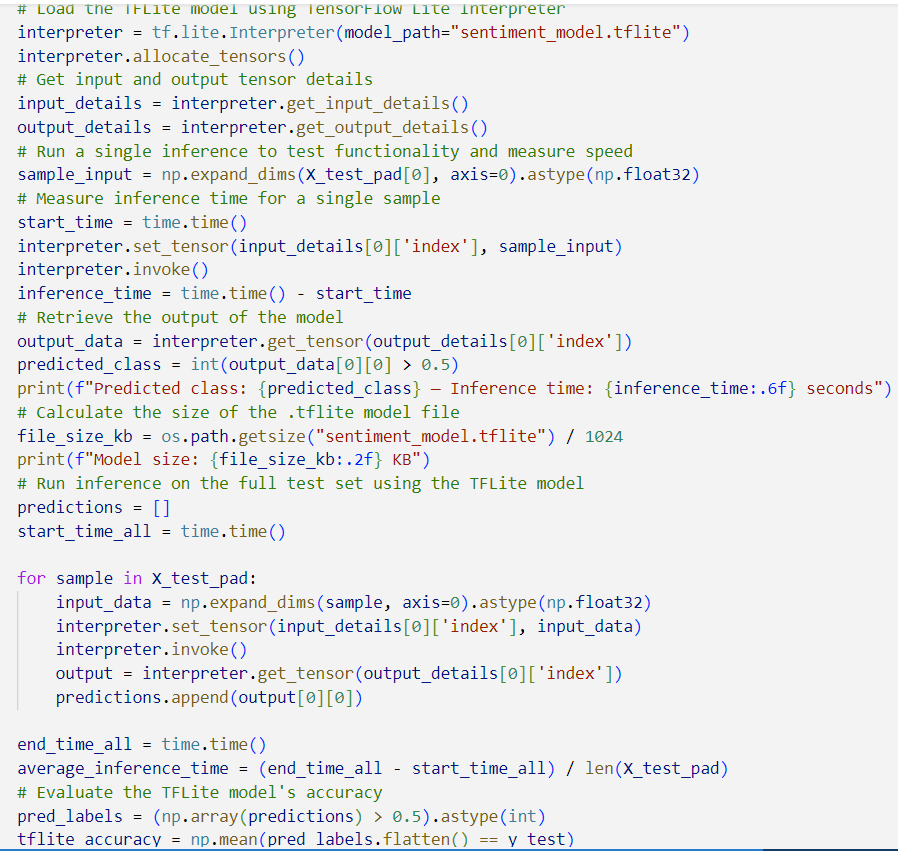 # Load the TFLite model using TensorFlow Lite Interpreter
interpreter = tf.lite.Interpreter(model_path="sentiment_model.tflite")
interpreter.allocate_tensors()
# Get input and output tensor details
input_details = interpreter.get_input_details()
output_details = interpreter.get_output_details()
# Run a single inference to test functionality and measure speed
sample_input = np.expand_dims(X_test_pad[0], axis=0).astype(np.float32)
# Measure inference time for a single sample
start_time = time.time()
interpreter.set_tensor(input_details[0]['index'], sample_input)
interpreter.invoke()
inference_time = time.time() - start_time
# Retrieve the output of the model
output_data = interpreter.get_tensor(output_details[0]['index'])
predicted_class = int(output_data[0][0] > 0.5)
print(f"Predicted class: {predicted_class} — Inference time: {inference_time:.6f} seconds")
# Calculate the size of the .tflite model file
file_size_kb = os.path.getsize("sentiment_model.tflite") / 1024
print(f"Model size: {file_size_kb:.2f} KB")
# Run inference on the full test set using the TFLite model
predictions = []
start_time_all = time.time()

for sample in X_test_pad:
    input_data = np.expand_dims(sample, axis=0).astype(np.float32)
    interpreter.set_tensor(input_details[0]['index'], input_data)
    interpreter.invoke()
    output = interpreter.get_tensor(output_details[0]['index'])
    predictions.append(output[0][0])

end_time_all = time.time()
average_inference_time = (end_time_all - start_time_all) / len(X_test_pad)
# Evaluate the TFLite model's accuracy
pred_labels = (np.array(predictions) > 0.5).astype(int)
tflite_accuracy = np.mean(pred_labels.flatten() == y_test)